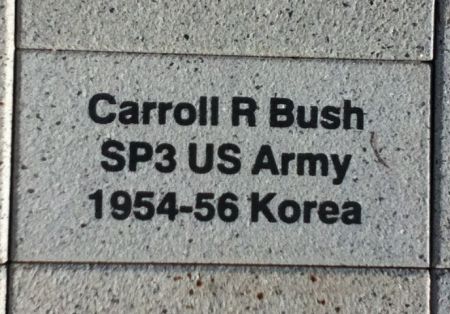 Carroll R Bush
SP3 US Army
1954-56 Korea